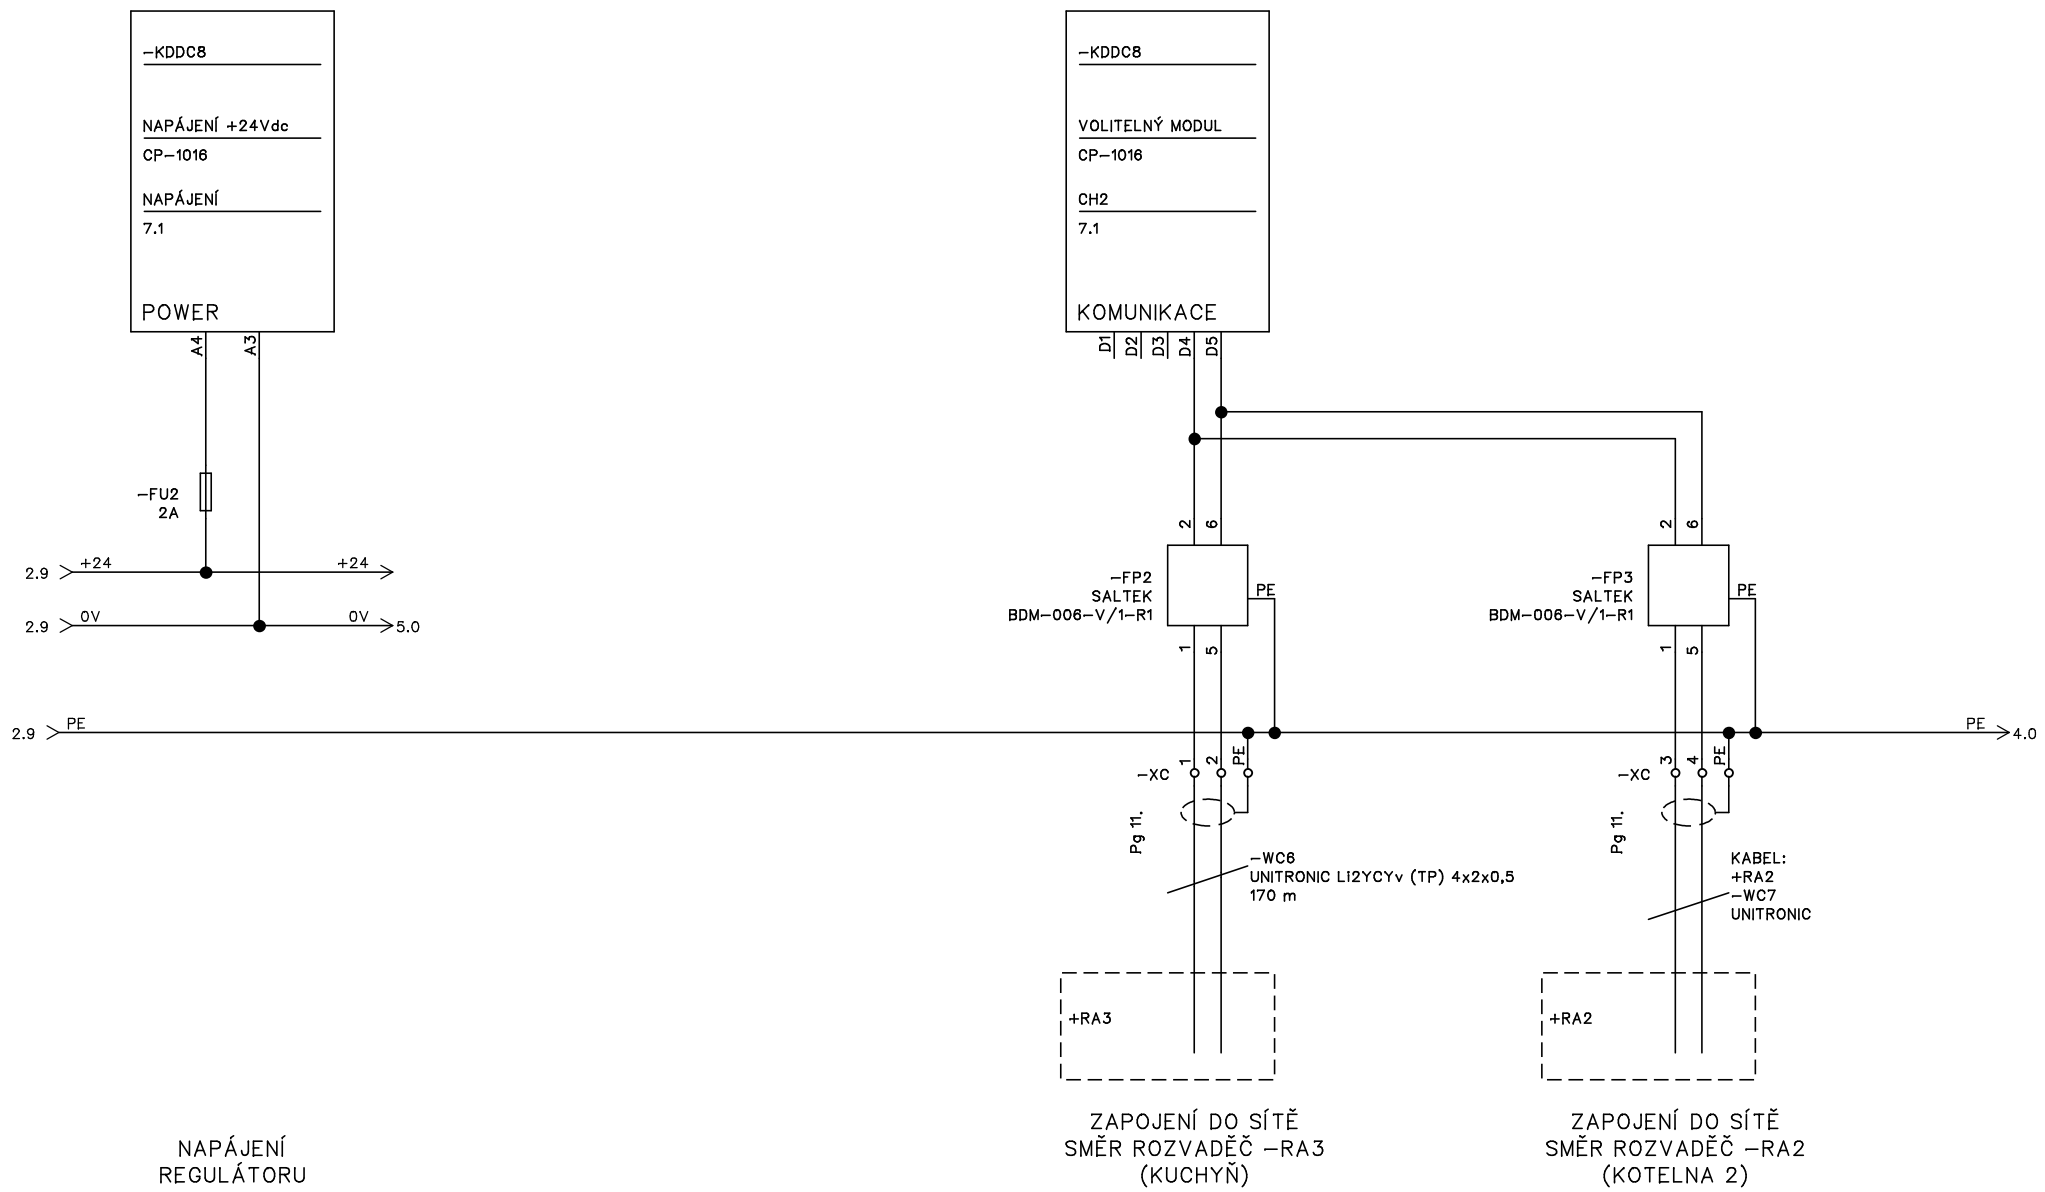 -KDDC8
NAPÁJENÍ +24Vdc
CP-1016
NAPÁJENÍ
7.1
POWER
A4
A3
-FU2
2A
2.9
+24
+24
2.9
0V
0V
5.0
-KDDC8
VOLITELNÝ MODUL
CP-1016
CH2
7.1
KOMUNIKACE
D1
D2
D3
D4
D5
2
6
-FP2
SALTEK
BDM-006-V/1-R1
PE
1
5
2
6
-FP3
SALTEK
BDM-006-V/1-R1
PE
1
5
2.9
PE
PE
4.0
-XC
1
2
PE
Pg 11.
-WC6
UNITRONIC Li2YCYv (TP) 4x2x0,5
170 m
-XC
3
4
PE
Pg 11.
KABEL:
+RA2
-WC7
UNITRONIC
+RA3
+RA2
NAPÁJENÍ
REGULÁTORU
ZAPOJENÍ DO SÍTĚ
SMĚR ROZVADĚČ -RA3
(KUCHYŇ)
ZAPOJENÍ DO SÍTĚ
SMĚR ROZVADĚČ -RA2
(KOTELNA 2)